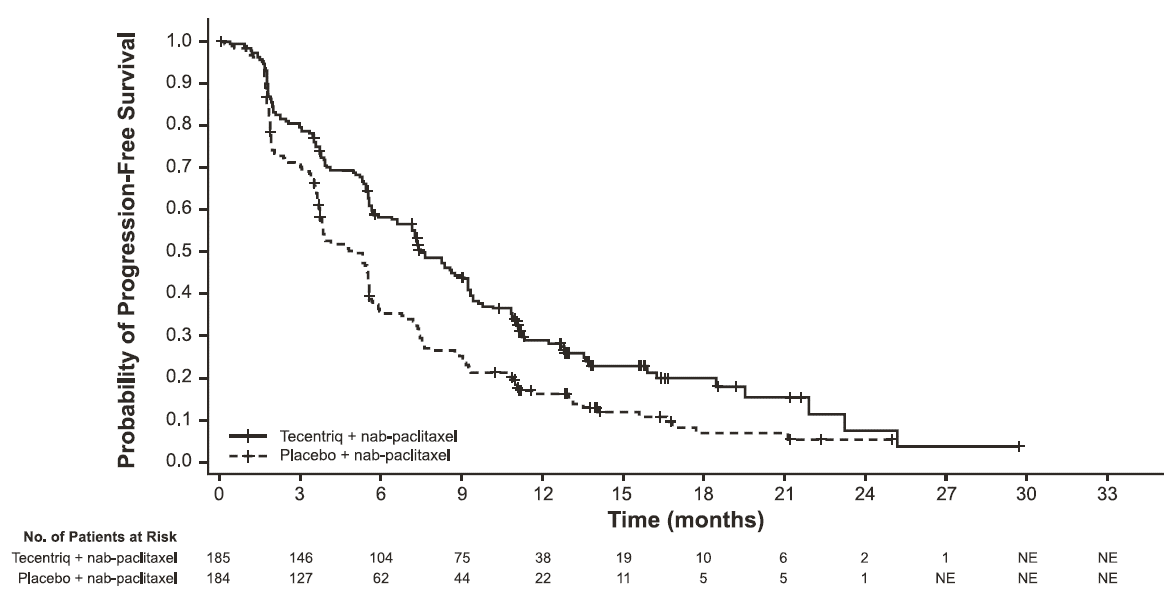 Probability of Progression-Free Survival
1.0
0.9
0.8
0.7
0.6
0.5
0.4
0.3
0.2
0.1
0.0
Tecentriq + nab-paclitaxel
Placebo + nab-paclitaxel
0 3 6 9 12 15 18 21 24 27 30 33
Time (months)
No. of Patients at Risk
Tecentriq + nab-paclitaxel 185 146 104 75 38 19 10 6 2 1 NE NE
Placebo + nab-paclitaxel 184 127 62 44 22 11 5 5 1 NE NE NE